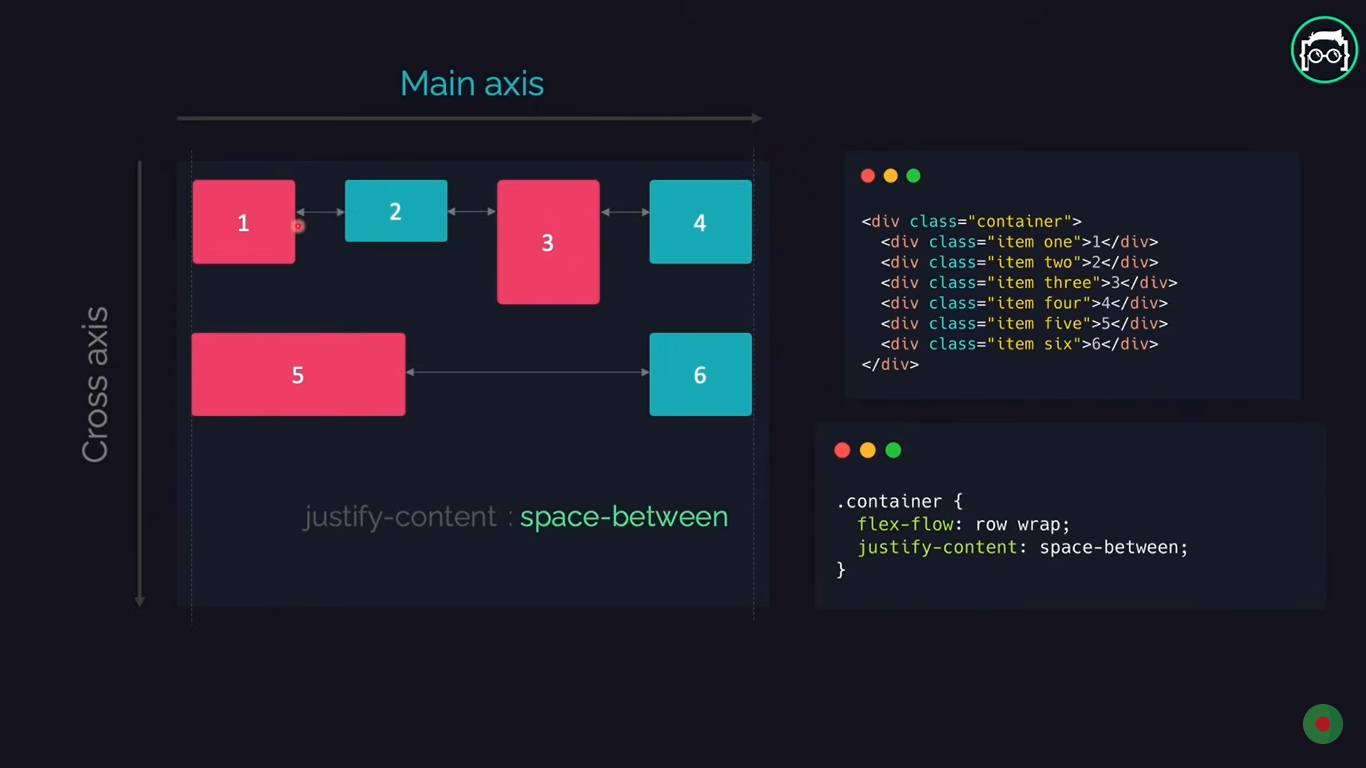 Main axis
Cross axis
1
2
3
4
5
6
justify-content : space-between
<div class="container">
  <div class="item one">1</div>
  <div class="item two">2</div>
  <div class="item three">3</div>
  <div class="item four">4</div>
  <div class="item five">5</div>
  <div class="item six">6</div>
</div>
.container {
  flex-flow: row wrap;
  justify-content: space-between;
}